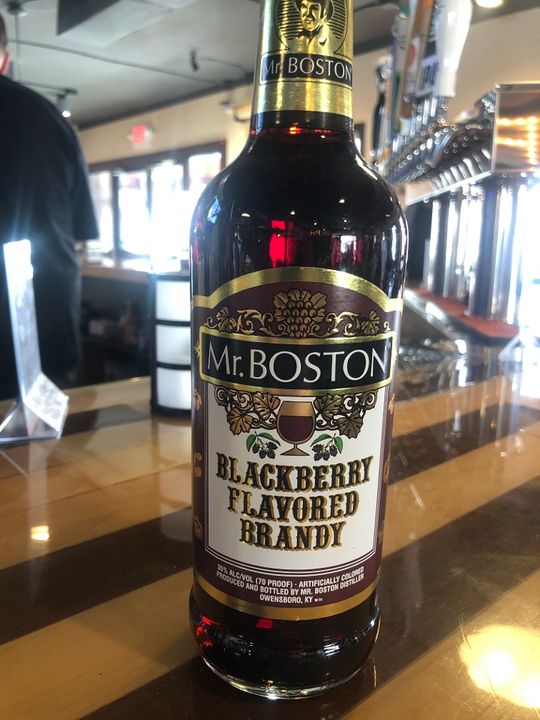 Mr. BOSTON
Mr. BOSTON
BLACKBERRY
FLAVORED
BRANDY
35% ALC/VOL (70 PROOF) · ARTIFICIALLY COLORED
PRODUCED AND BOTTLED BY MR. BOSTON DISTILLER
OWENSBORO, KY